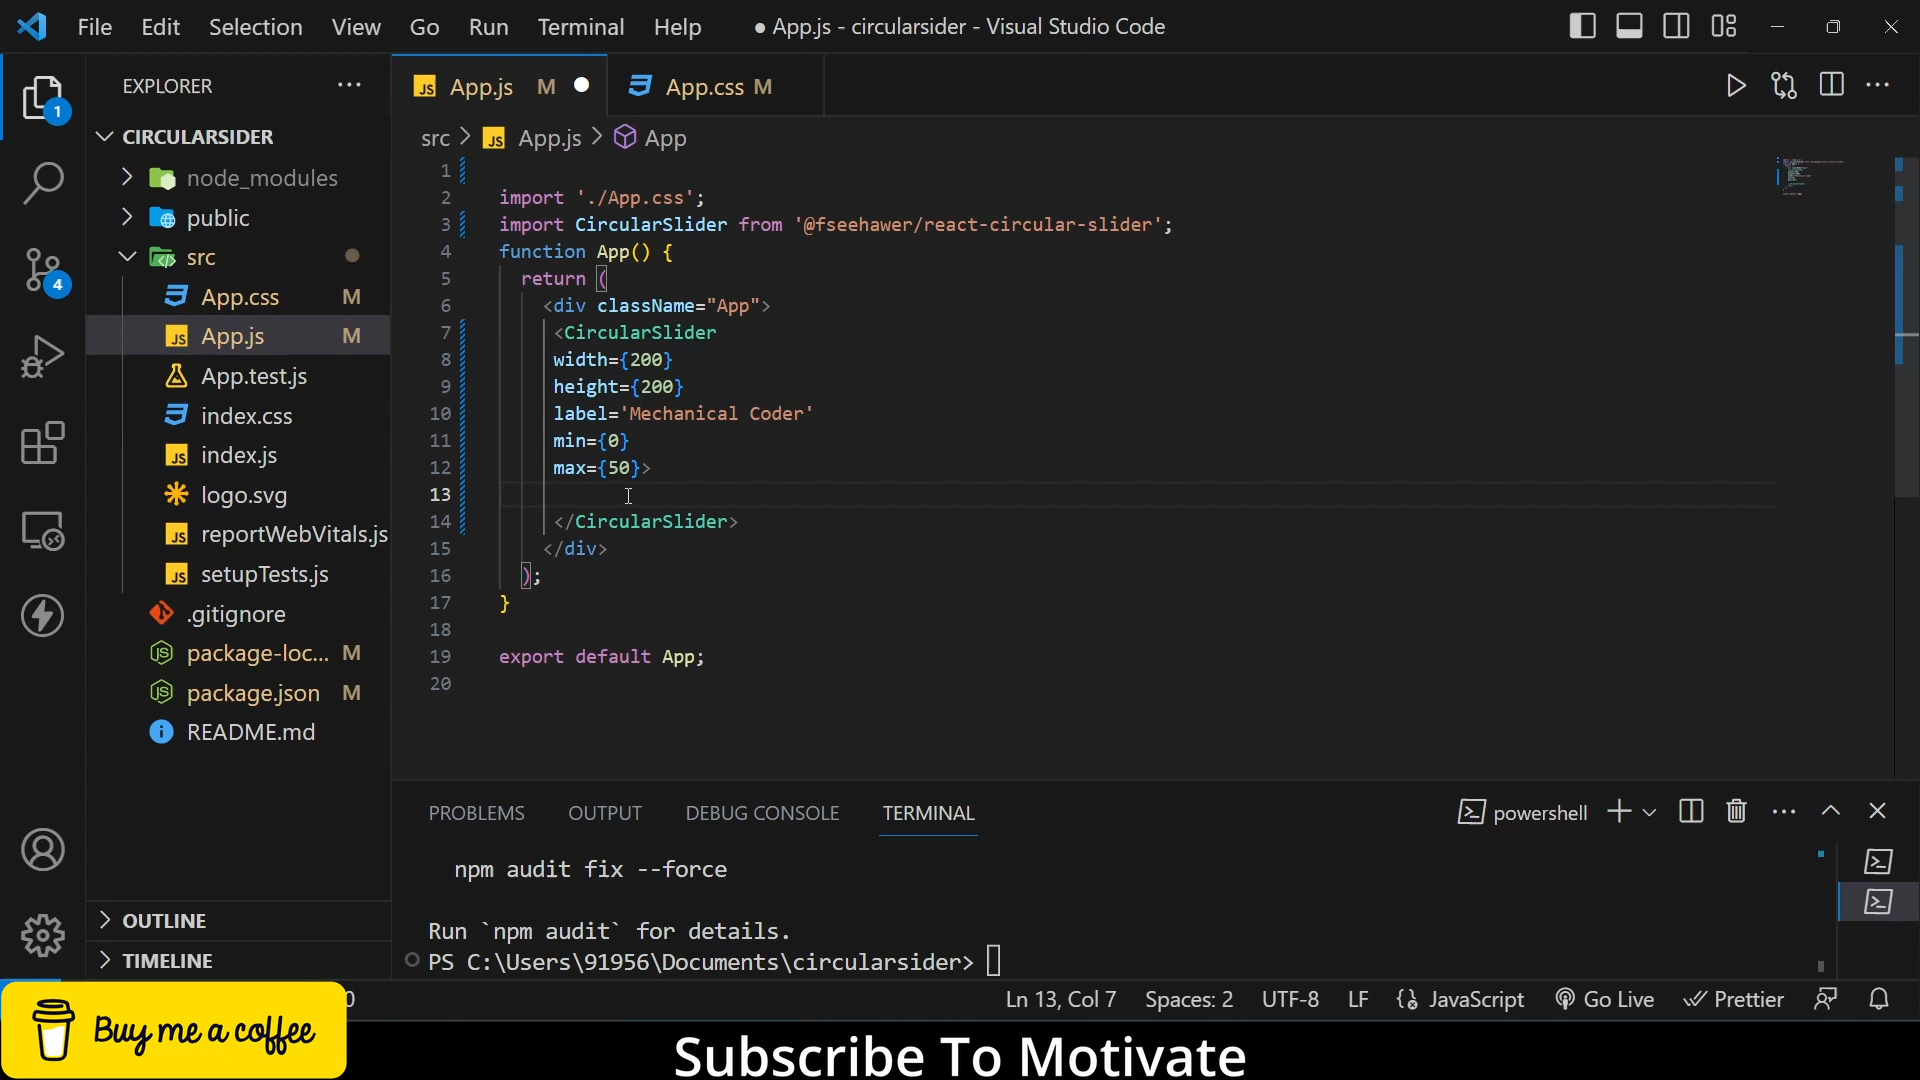 File Edit Selection View Go Run Terminal Help ● App.js - circularsider - Visual Studio Code
EXPLORER
App.js M
App.css M
src > App.js > App
CIRCULARSIDER
node_modules
public
src
App.css M
App.js M
App.test.js
index.css
index.js
logo.svg
reportWebVitals.js
setupTests.js
.gitignore
package-loc... M
package.json M
README.md
OUTLINE
TIMELINE
1
4
1
2 import './App.css';
3 import CircularSlider from '@fseehawer/react-circular-slider';
4 function App() {
5 return (
6 <div className="App">
7 <CircularSlider
8 width={200}
9 height={200}
10 label='Mechanical Coder'
11 min={0}
12 max={50}>
13
14 </CircularSlider>
15 </div>
16 );
17 }
18
19 export default App;
20
PROBLEMS OUTPUT DEBUG CONSOLE TERMINAL powershell
npm audit fix --force
Run `npm audit` for details.
PS C:\Users\91956\Documents\circularsider>
0 Ln 13, Col 7 Spaces: 2 UTF-8 LF JavaScript Go Live Prettier
Buy me a coffee
Subscribe To Motivate